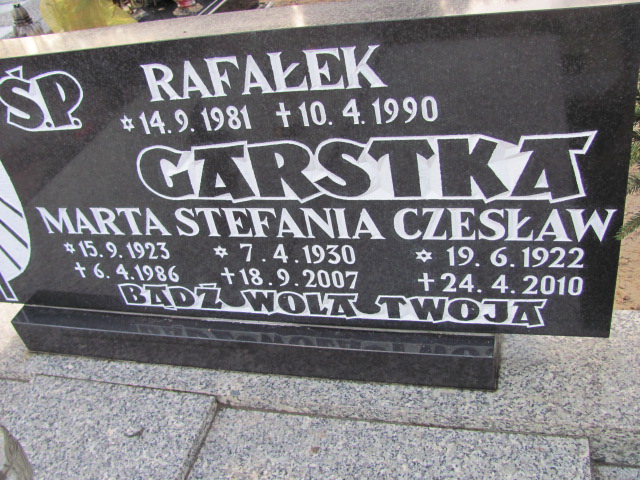 Ś.P. RAFAŁEK
✡14.9.1981 ✝10.4.1990
GARSTKA
MARTA STEFANIA CZESŁAW
✡15.9.1923 ✡7.4.1930 ✡19.6.1922
✝6.4.1986 ✝18.9.2007 ✝24.4.2010
BĄDŹ WOLA TWOJA